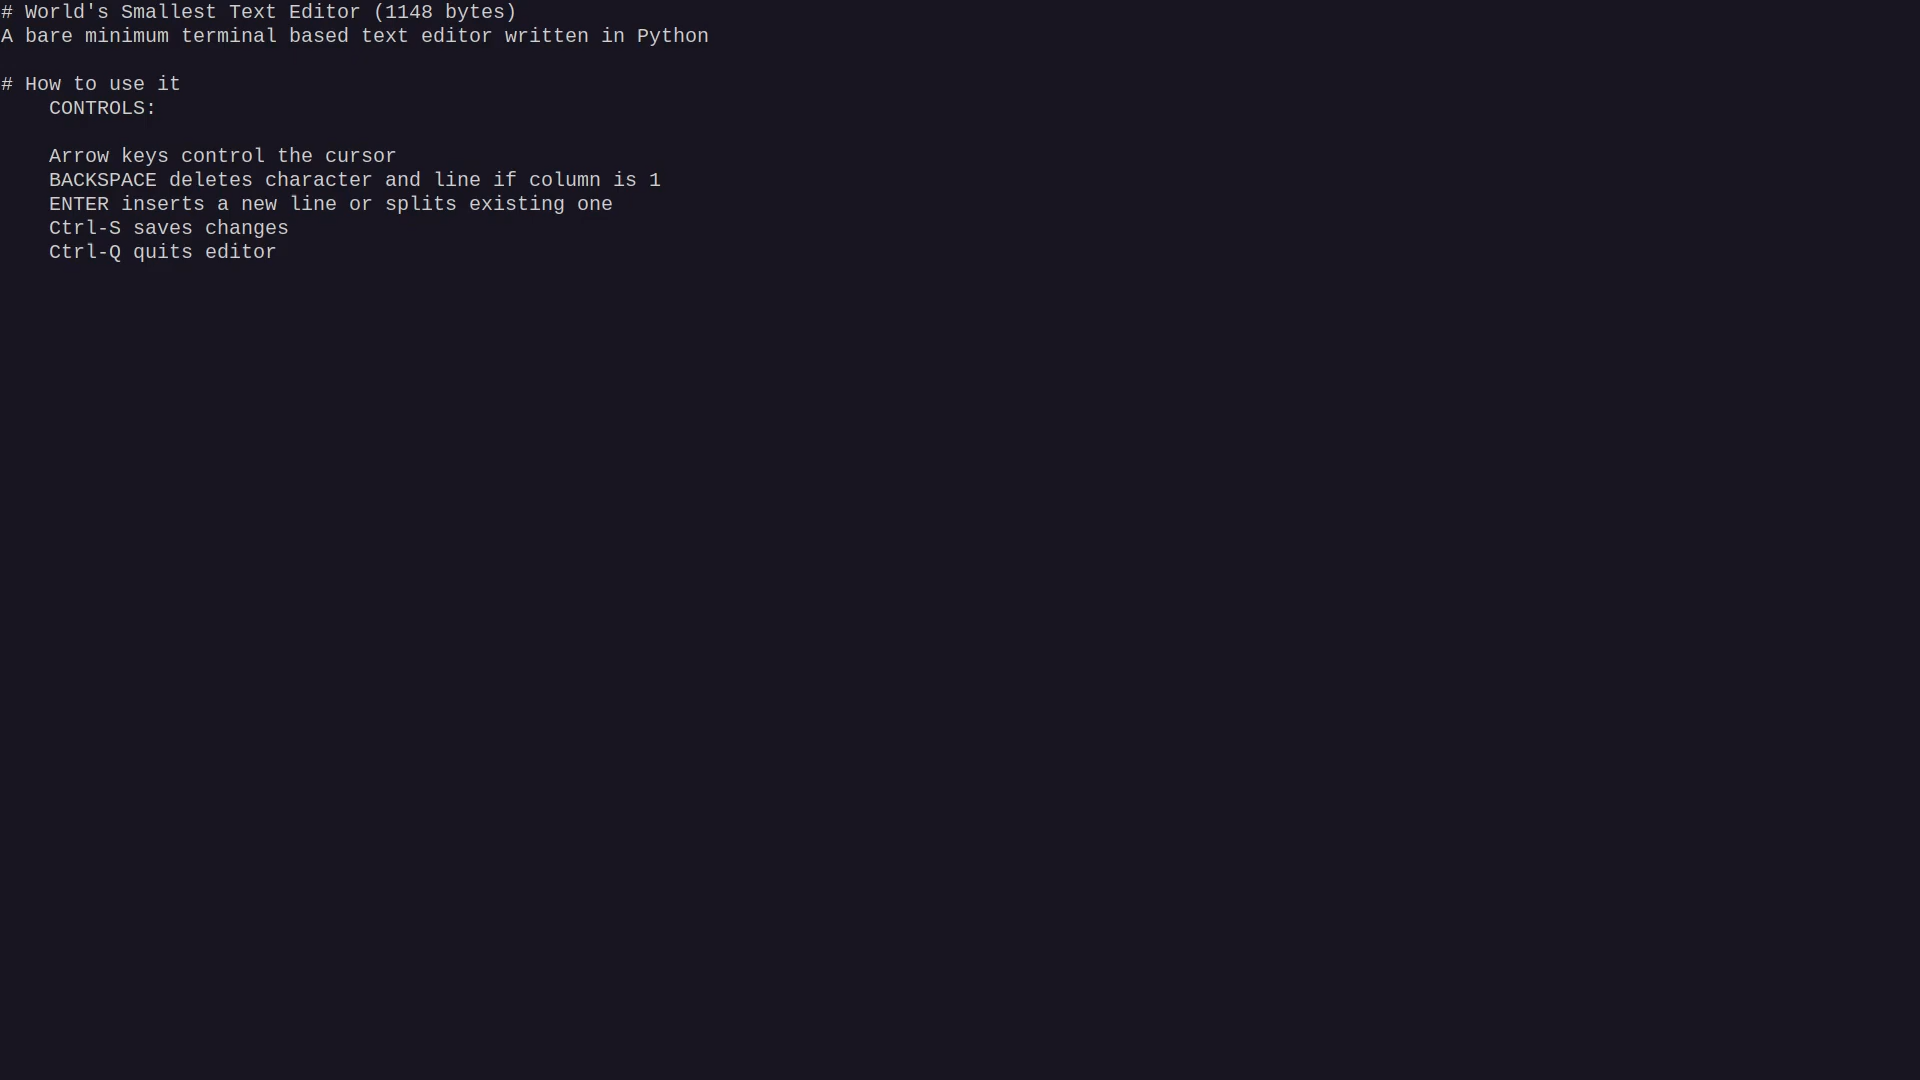 # World's Smallest Text Editor (1148 bytes)
A bare minimum terminal based text editor written in Python
# How to use it
CONTROLS:
Arrow keys control the cursor
BACKSPACE deletes character and line if column is 1
ENTER inserts a new line or splits existing one
Ctrl-S saves changes
Ctrl-Q quits editor